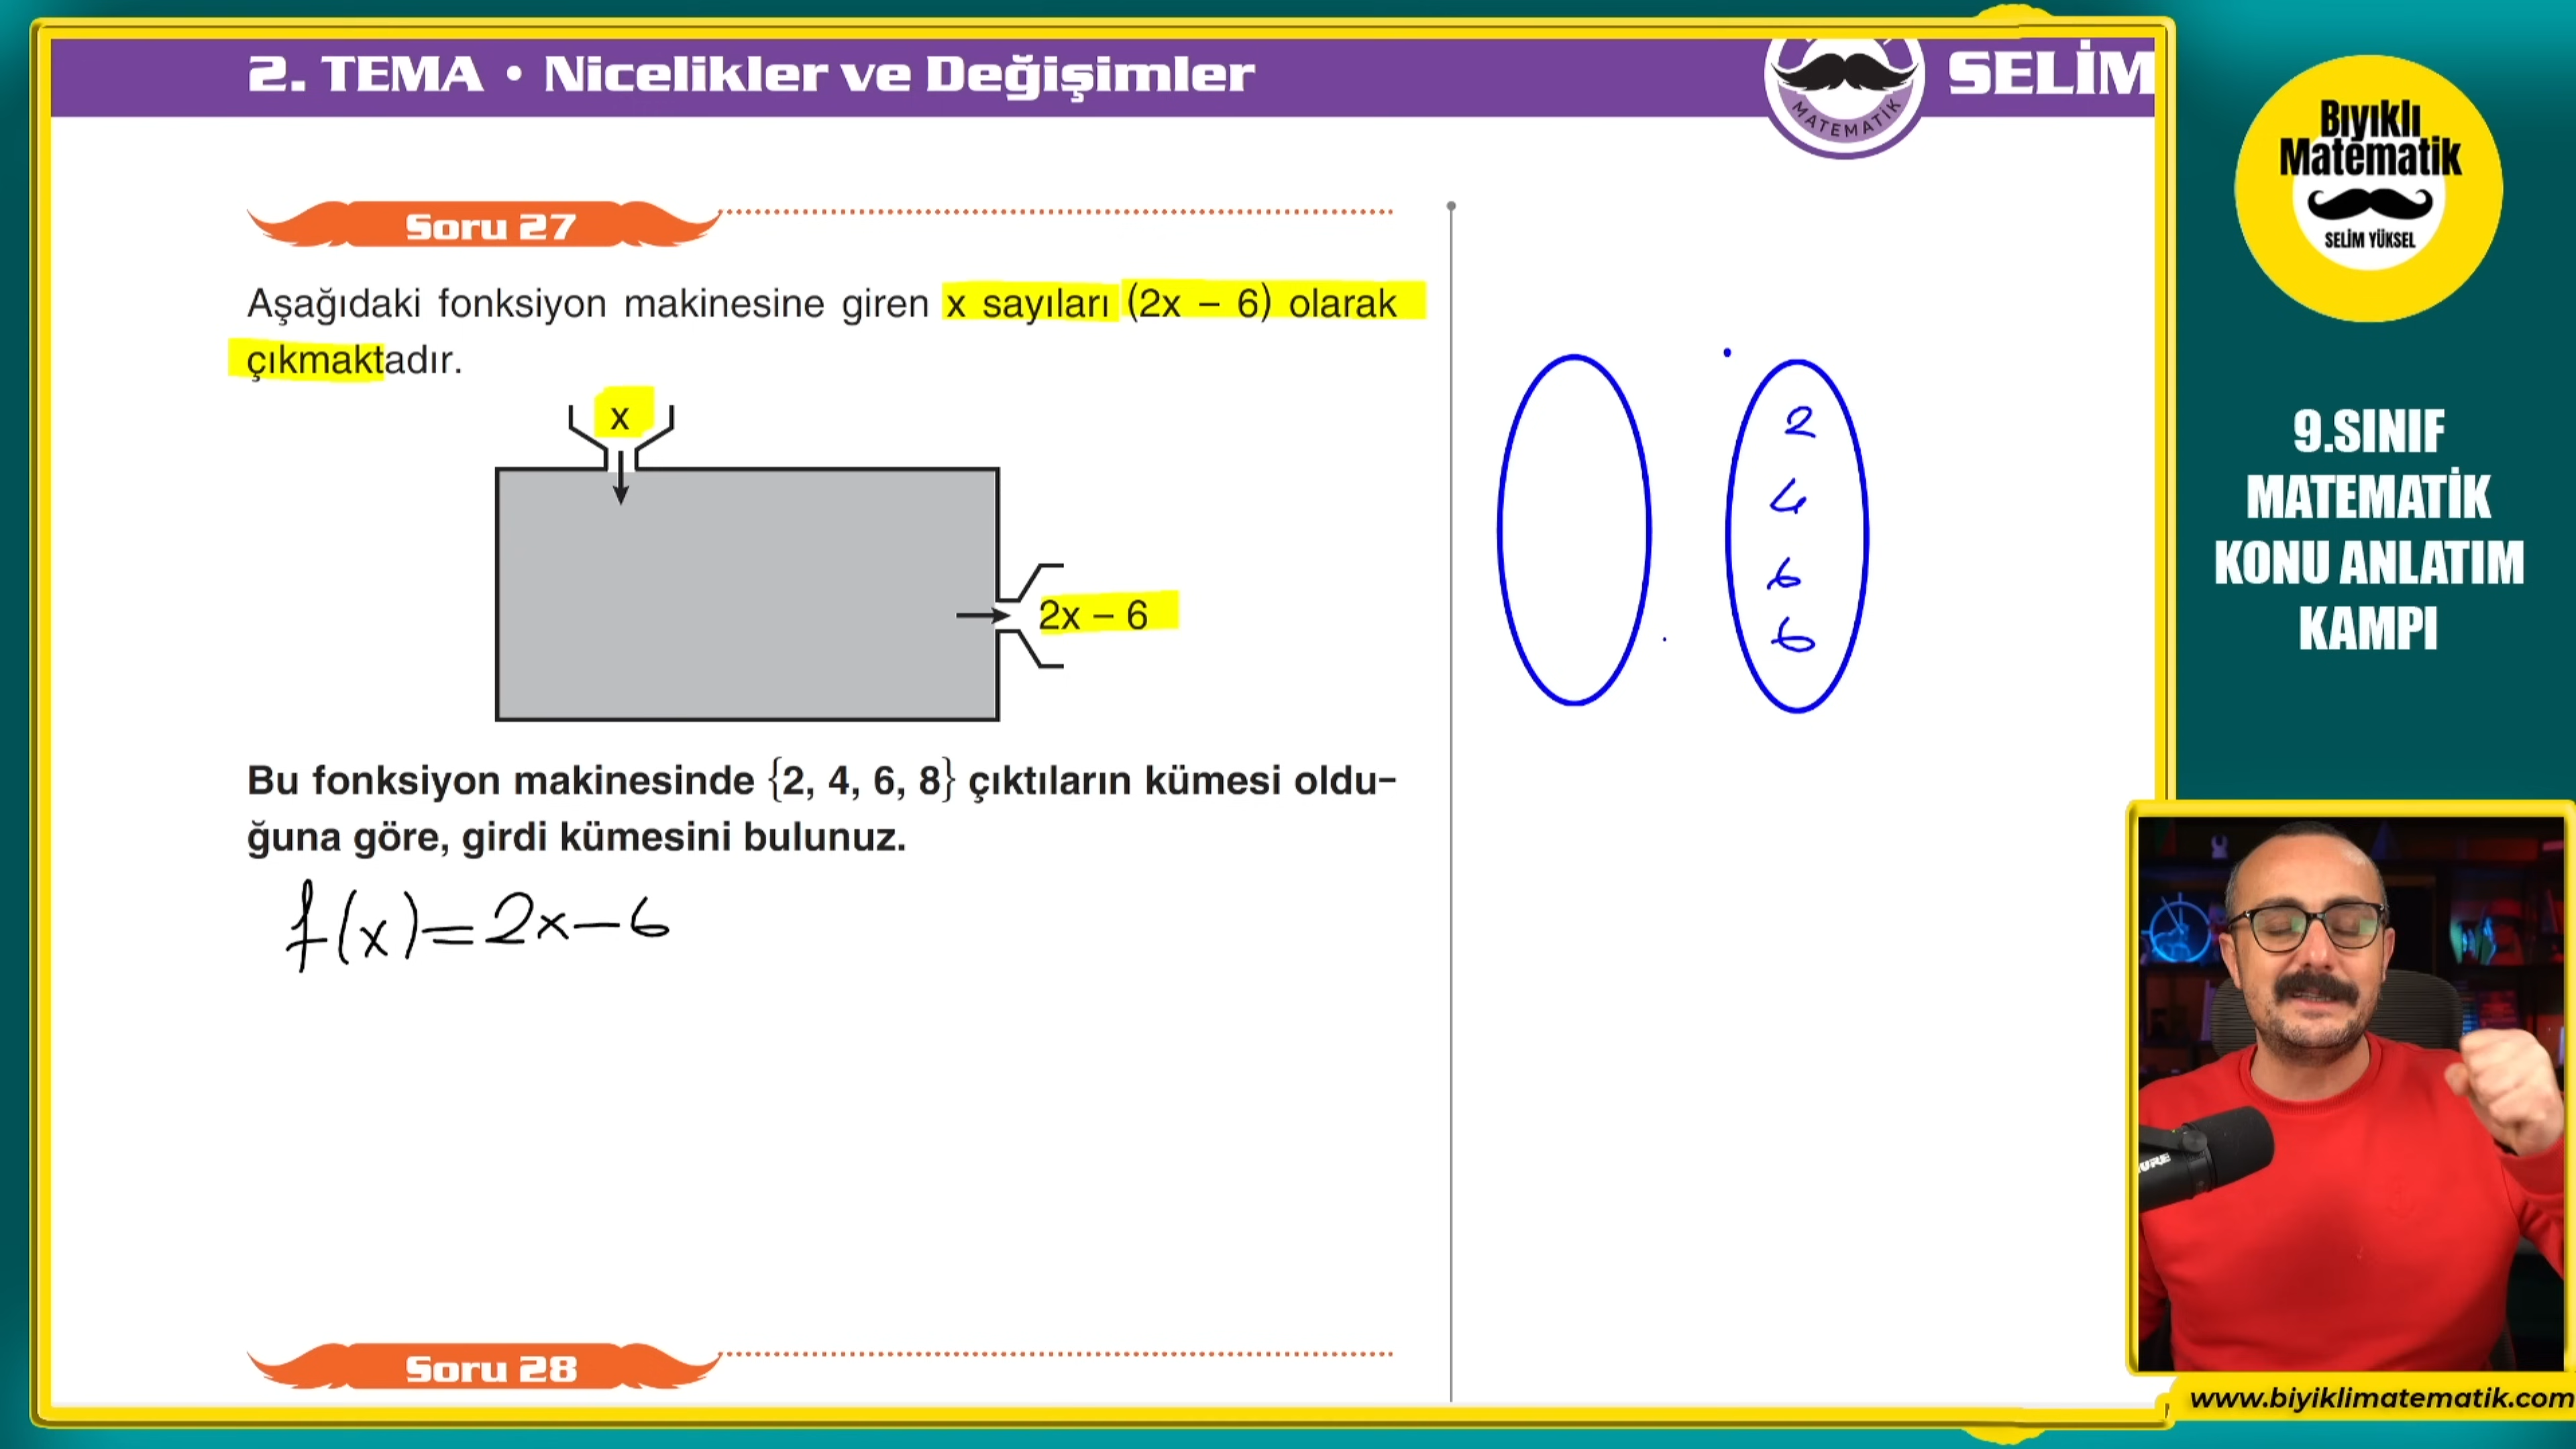 2. TEMA • Nicelikler ve Değişimler
MATEMATİK
SELİM
Soru 27
Aşağıdaki fonksiyon makinesine giren x sayıları (2x – 6) olarak
çıkmaktadır.
x
2x – 6
Bu fonksiyon makinesinde {2, 4, 6, 8} çıktıların kümesi oldu-
ğuna göre, girdi kümesini bulunuz.
f(x)=2x-6
Soru 28
2
4
6
6
Bıyıklı
Matematik
SELİM YÜKSEL
9.SINIF
MATEMATİK
KONU ANLATIM
KAMPI
www.biyiklimatematik.com